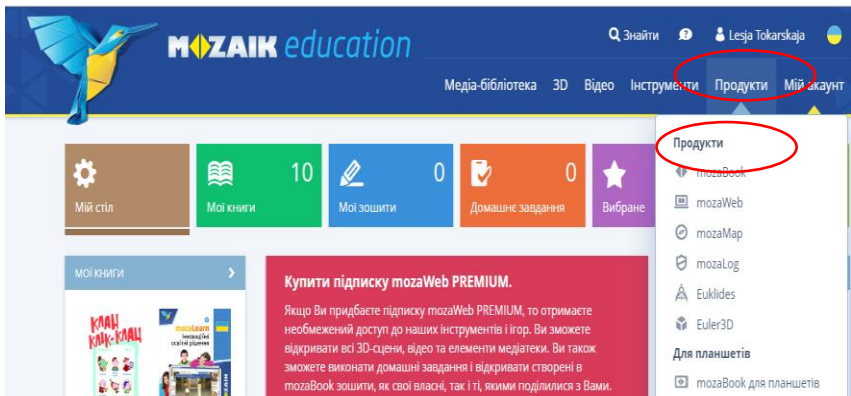 MOZAIK education
Знайти
Lesja Tokarskaja
Медіа-бібліотека 3D Відео Інструменти Продукти Мій акаунт
Мій стіл
Мої книги 10
Мої зошити 0
Домашнє завдання 0
Вибране
МОЇ КНИГИ
КЛАЦ
КЛІК-КЛАЦ
mozaLearn
Купити підписку mozaWeb PREMIUM.
Якщо Ви придбаєте підписку mozaWeb PREMIUM, то отримаєте
необмежений доступ до наших інструментів і ігор. Ви зможете
відкривати всі 3D-сцени, відео та елементи медіатеки. Ви також
зможете виконати домашні завдання і відкривати створені в
mozaBook зошити, як свої власні, так і ті, якими поділилися з Вами.
Продукти
mozaBook
mozaWeb
mozaMap
mozaLog
Euklides
Euler3D
Для планшетів
mozaBook для планшетів